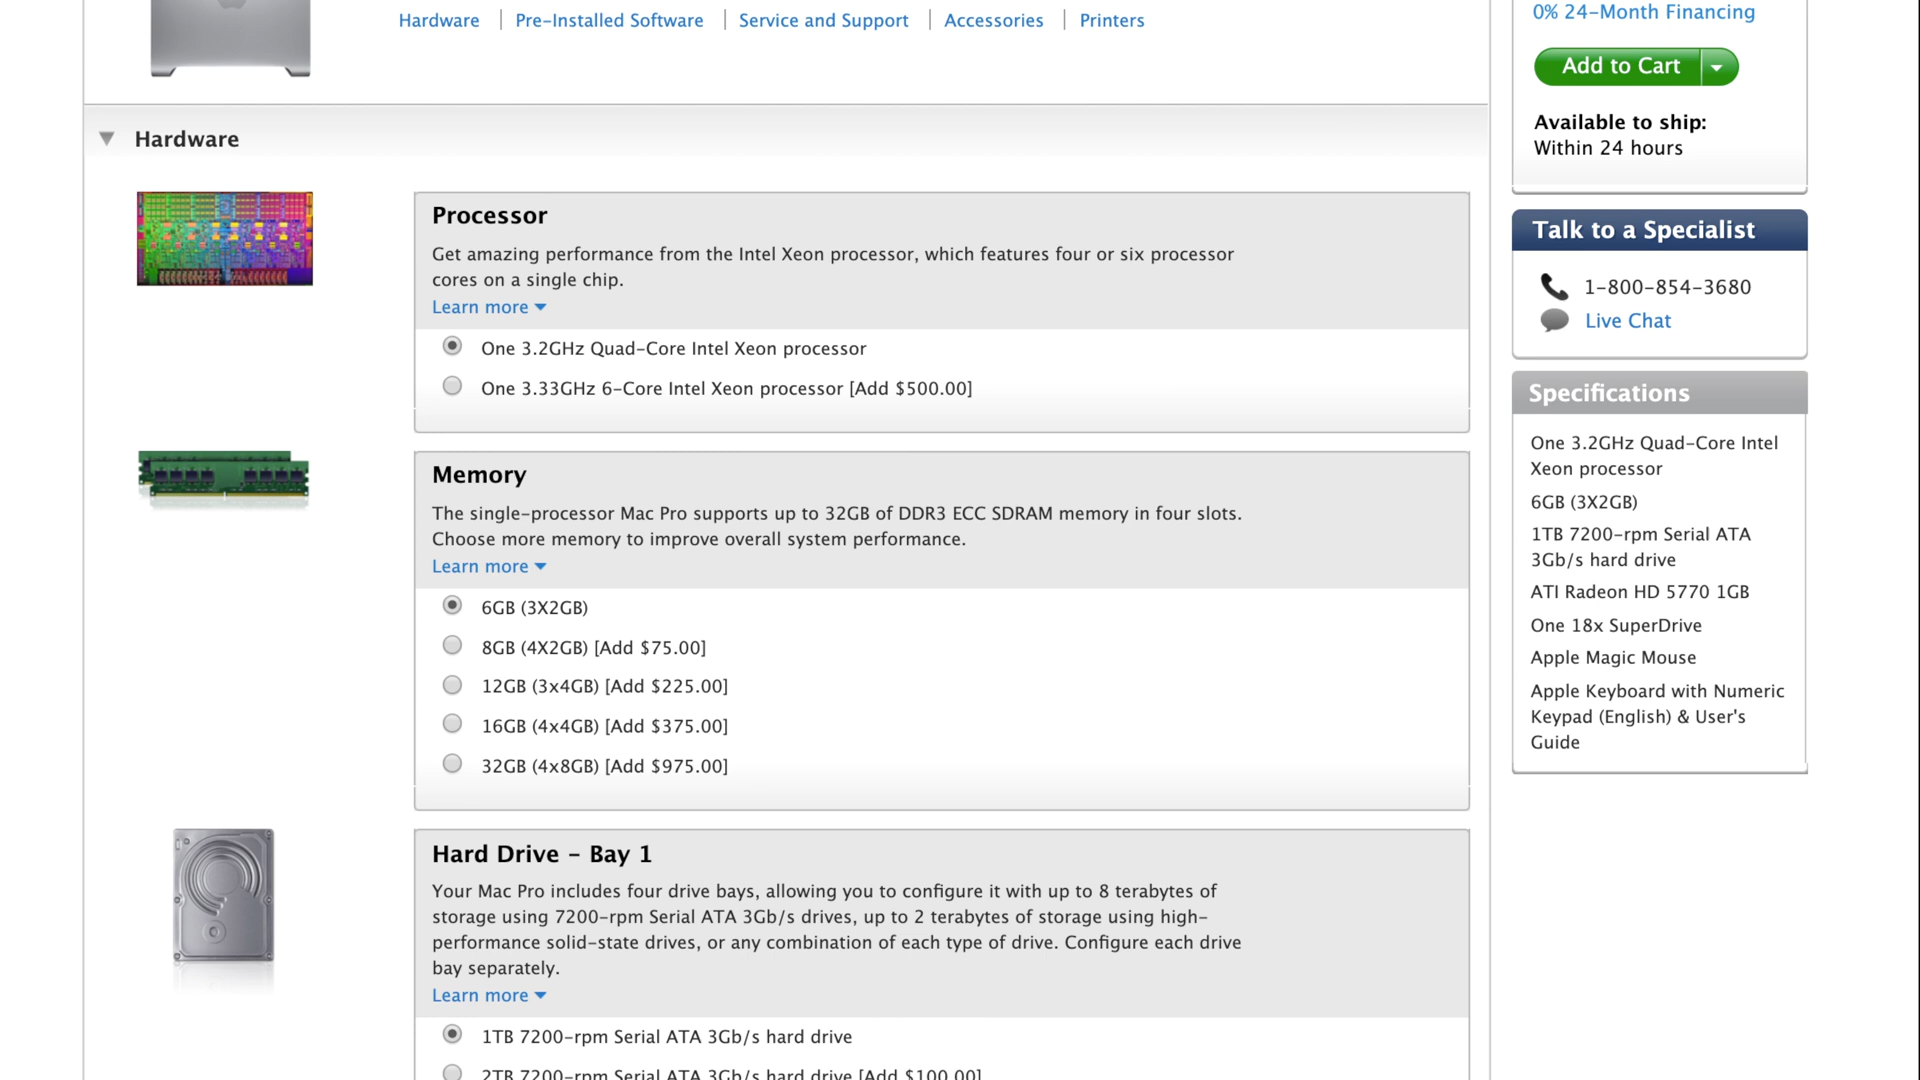 Hardware
Pre-Installed Software
Service and Support
Accessories
Printers
0% 24-Month Financing
Add to Cart
Available to ship:
Within 24 hours
Hardware
Processor
Get amazing performance from the Intel Xeon processor, which features four or six processor
cores on a single chip.
Learn more
One 3.2GHz Quad-Core Intel Xeon processor
One 3.33GHz 6-Core Intel Xeon processor [Add $500.00]
Memory
The single-processor Mac Pro supports up to 32GB of DDR3 ECC SDRAM memory in four slots.
Choose more memory to improve overall system performance.
Learn more
6GB (3X2GB)
8GB (4X2GB) [Add $75.00]
12GB (3x4GB) [Add $225.00]
16GB (4x4GB) [Add $375.00]
32GB (4x8GB) [Add $975.00]
Hard Drive - Bay 1
Your Mac Pro includes four drive bays, allowing you to configure it with up to 8 terabytes of
storage using 7200-rpm Serial ATA 3Gb/s drives, up to 2 terabytes of storage using high-
performance solid-state drives, or any combination of each type of drive. Configure each drive
bay separately.
Learn more
1TB 7200-rpm Serial ATA 3Gb/s hard drive
2TB 7200-rpm Serial ATA 3Gb/s hard drive [Add $100.00]
Talk to a Specialist
1-800-854-3680
Live Chat
Specifications
One 3.2GHz Quad-Core Intel
Xeon processor
6GB (3X2GB)
1TB 7200-rpm Serial ATA
3Gb/s hard drive
ATI Radeon HD 5770 1GB
One 18x SuperDrive
Apple Magic Mouse
Apple Keyboard with Numeric
Keypad (English) & User's
Guide